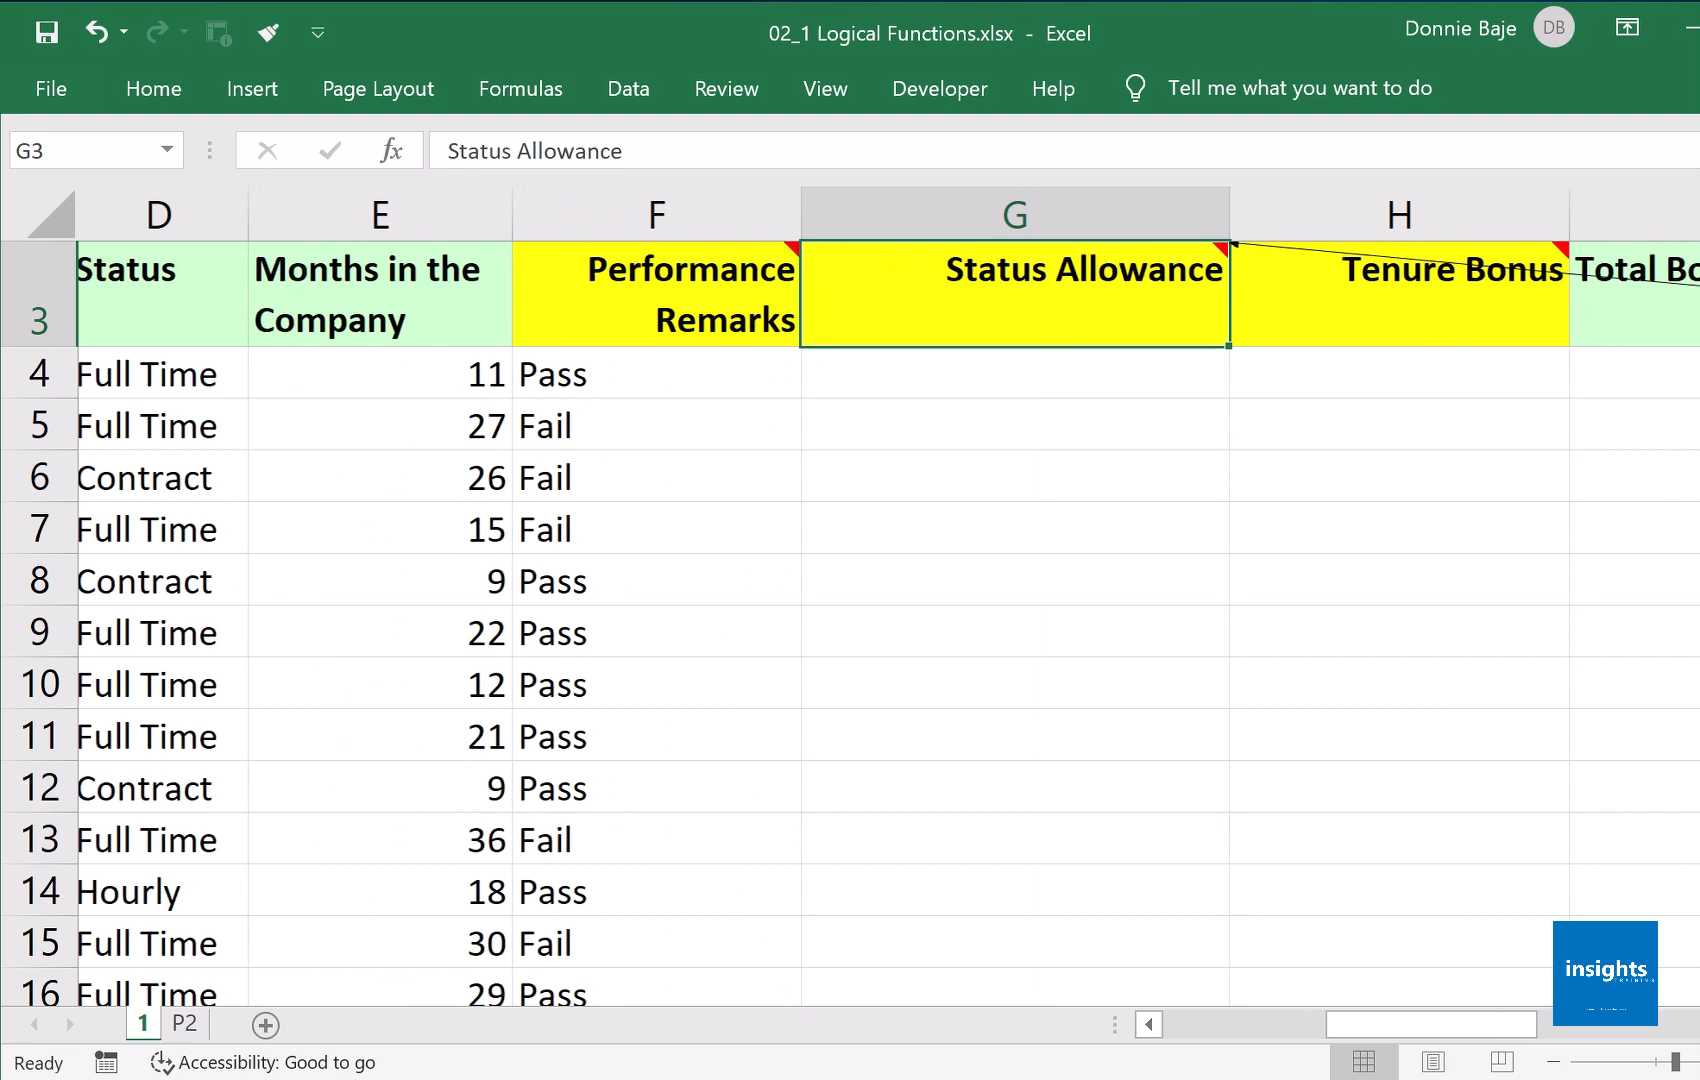 02_1 Logical Functions.xlsx - Excel
Donnie Baje DB
File Home Insert Page Layout Formulas Data Review View Developer Help Tell me what you want to do
G3 fx Status Allowance
D E F G H
3 Status Months in the Company Performance Remarks Status Allowance Tenure Bonus Total Bo
4 Full Time 11 Pass
5 Full Time 27 Fail
6 Contract 26 Fail
7 Full Time 15 Fail
8 Contract 9 Pass
9 Full Time 22 Pass
10 Full Time 12 Pass
11 Full Time 21 Pass
12 Contract 9 Pass
13 Full Time 36 Fail
14 Hourly 18 Pass
15 Full Time 30 Fail
16 Full Time 29 Pass
insights
1 P2
Ready Accessibility: Good to go